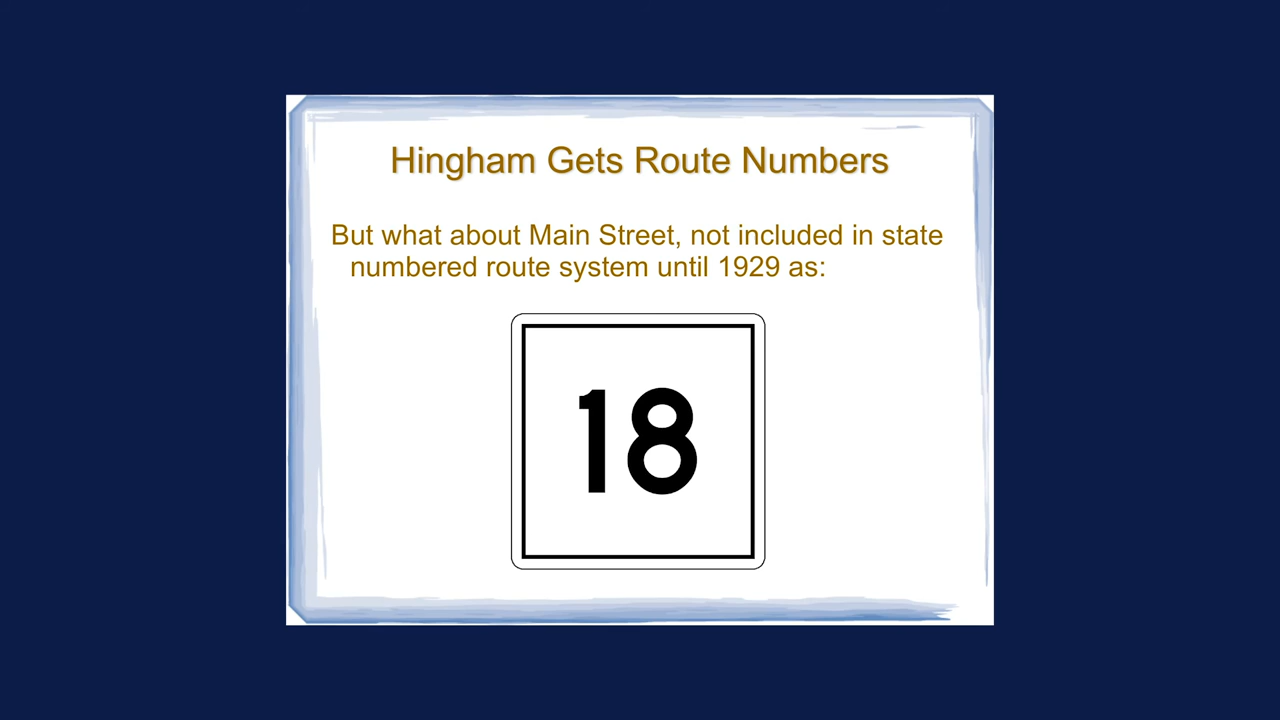 Hingham Gets Route Numbers
But what about Main Street, not included in state
numbered route system until 1929 as:
18